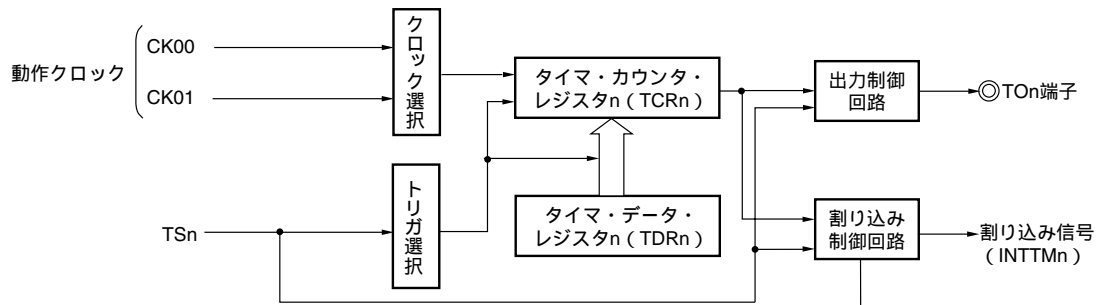 動作クロック
CK00
CK01
クロック選択
タイマ・カウンタ・
レジスタn（TCRn）
出力制御
回路
TOn端子
TSn
トリガ選択
タイマ・データ・
レジスタn（TDRn）
割り込み
制御回路
割り込み信号
（INTTMn）